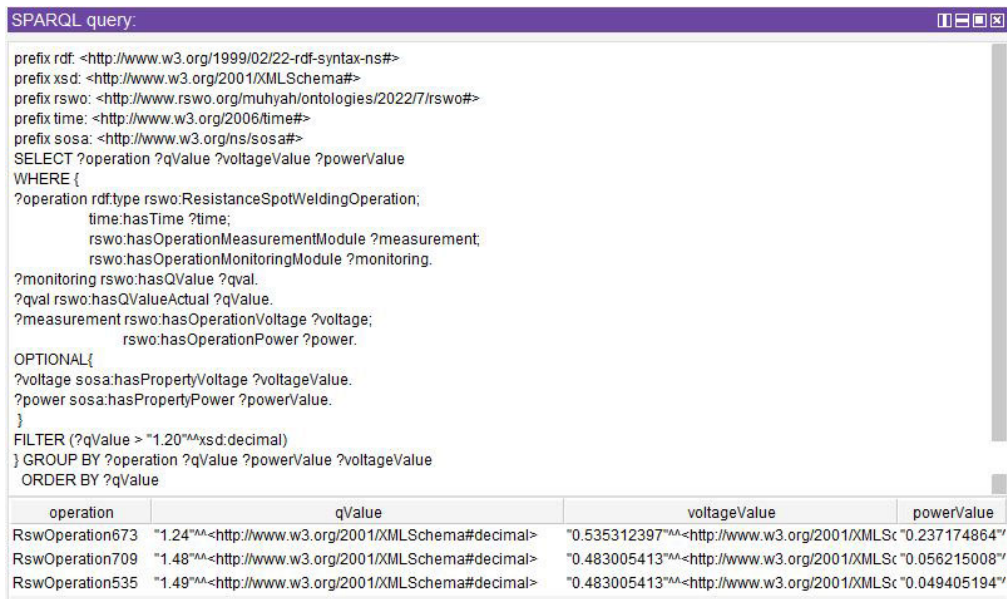 SPARQL query:
prefix rdf: <http://www.w3.org/1999/02/22-rdf-syntax-ns#>
prefix xsd: <http://www.w3.org/2001/XMLSchema#>
prefix rswo: <http://www.rswo.org/muhyah/ontologies/2022/7/rswo#>
prefix time: <http://www.w3.org/2006/time#>
prefix sosa: <http://www.w3.org/ns/sosa#>
SELECT ?operation ?qValue ?voltageValue ?powerValue
WHERE {
?operation rdf:type rswo:ResistanceSpotWeldingOperation;
time:hasTime ?time;
rswo:hasOperationMeasurementModule ?measurement;
rswo:hasOperationMonitoringModule ?monitoring.
?monitoring rswo:hasQValue ?qval.
?qval rswo:hasQValueActual ?qValue.
?measurement rswo:hasOperationVoltage ?voltage;
rswo:hasOperationPower ?power.
OPTIONAL{
?voltage sosa:hasPropertyVoltage ?voltageValue.
?power sosa:hasPropertyPower ?powerValue.
}
FILTER (?qValue > "1.20"^^xsd:decimal)
} GROUP BY ?operation ?qValue ?powerValue ?voltageValue
ORDER BY ?qValue
operation qValue voltageValue powerValue
RswOperation673 "1.24"^^<http://www.w3.org/2001/XMLSchema#decimal> "0.535312397"^^<http://www.w3.org/2001/XMLSc "0.237174864"^
RswOperation709 "1.48"^^<http://www.w3.org/2001/XMLSchema#decimal> "0.483005413"^^<http://www.w3.org/2001/XMLSc "0.056215008"^
RswOperation535 "1.49"^^<http://www.w3.org/2001/XMLSchema#decimal> "0.483005413"^^<http://www.w3.org/2001/XMLSc "0.049405194"^